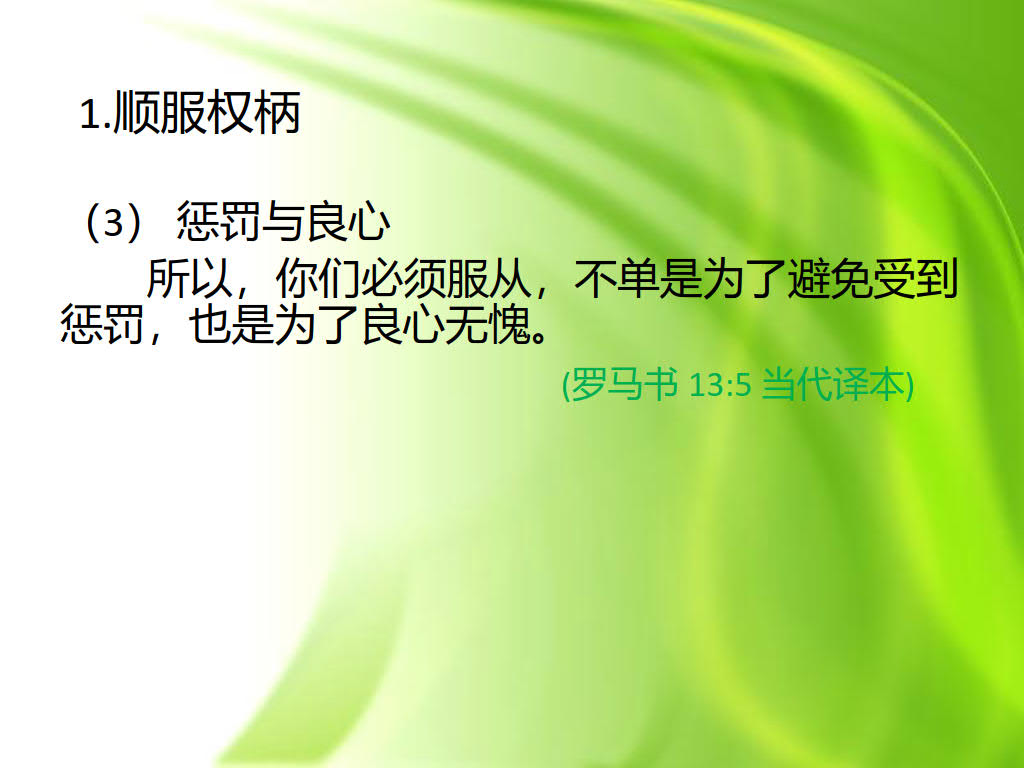 1.顺服权柄
（3） 惩罚与良心
所以，你们必须服从，不单是为了避免受到
惩罚，也是为了良心无愧。
(罗马书 13:5 当代译本)